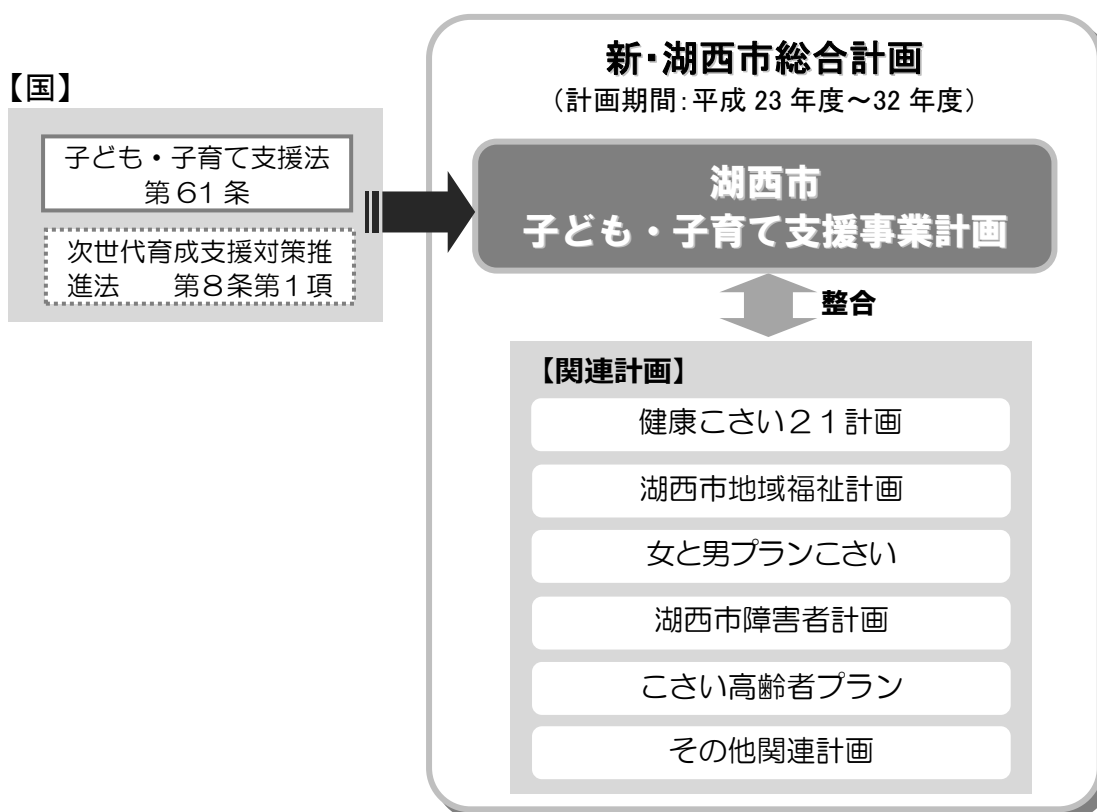 【国】
子ども・子育て支援法
第61条
次世代育成支援対策推
進法　　第８条第１項
新・湖西市総合計画
（計画期間：平成 23 年度～32 年度）
湖西市
子ども・子育て支援事業計画
整合
【関連計画】
健康こさい２１計画
湖西市地域福祉計画
女と男プランこさい
湖西市障害者計画
こさい高齢者プラン
その他関連計画